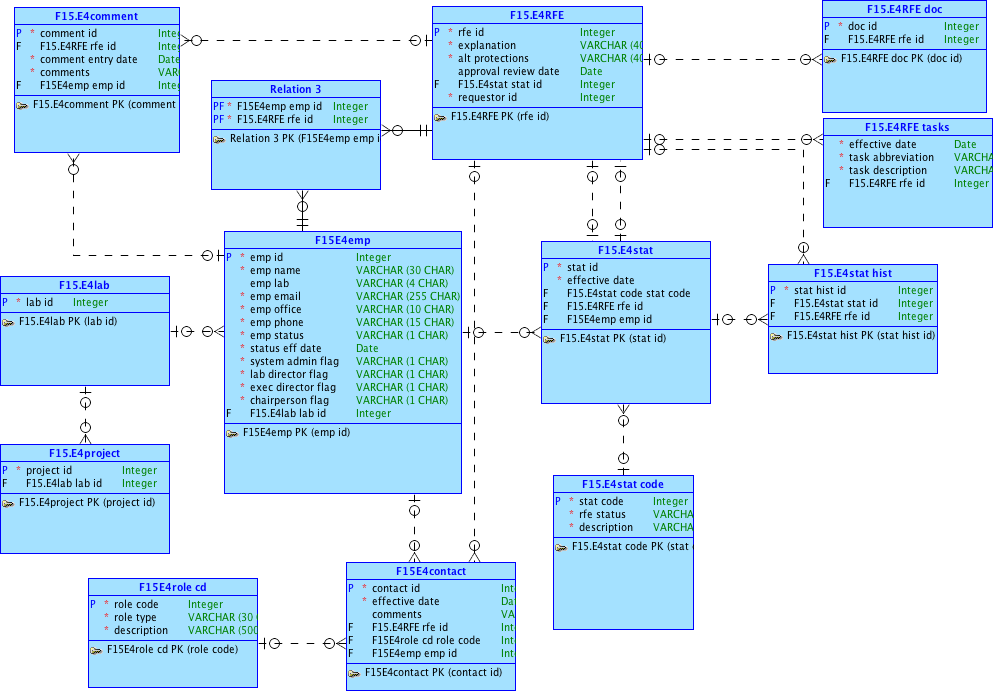 F15.E4comment
P * comment id Inte
F F15.E4RFE rfe id Inte
* comment entry date Date
* comments VAR
F F15E4emp emp id Inte
F15.E4comment PK (comment
F15.E4RFE
P * rfe id Integer
* explanation VARCHAR (40
* alt protections VARCHAR (40
approval review date Date
F F15.E4stat stat id Integer
* requestor id Integer
F15.E4RFE PK (rfe id)
F15.E4RFE doc
P * doc id Integer
F F15.E4RFE rfe id Integer
F15.E4RFE doc PK (doc id)
Relation 3
PF * F15E4emp emp id Integer
PF * F15.E4RFE rfe id Integer
Relation 3 PK (F15E4emp emp i
F15.E4RFE tasks
* effective date Date
* task abbreviation VARCHA
* task description VARCHA
F F15.E4RFE rfe id Integer
F15E4emp
P * emp id Integer
* emp name VARCHAR (30 CHAR)
emp lab VARCHAR (4 CHAR)
* emp email VARCHAR (255 CHAR)
* emp office VARCHAR (10 CHAR)
* emp phone VARCHAR (15 CHAR)
* emp status VARCHAR (1 CHAR)
* status eff date Date
* system admin flag VARCHAR (1 CHAR)
* lab director flag VARCHAR (1 CHAR)
* exec director flag VARCHAR (1 CHAR)
* chairperson flag VARCHAR (1 CHAR)
F F15.E4lab lab id Integer
F15E4emp PK (emp id)
F15.E4stat
P * stat id
* effective date
F F15.E4stat code stat code
F F15.E4RFE rfe id
F F15E4emp emp id
F15.E4stat PK (stat id)
F15.E4stat hist
P * stat hist id Integer
F F15.E4stat stat id Integer
F F15.E4RFE rfe id Integer
F15.E4stat hist PK (stat hist id)
F15.E4lab
P * lab id Integer
F15.E4lab PK (lab id)
F15.E4project
P * project id Integer
F F15.E4lab lab id Integer
F15.E4project PK (project id)
F15.E4stat code
P * stat code Integer
* rfe status VARCHA
* description VARCHA
F15.E4stat code PK (stat
F15E4role cd
P * role code Integer
* role type VARCHAR (30
* description VARCHAR (500
F15E4role cd PK (role code)
F15E4contact
P * contact id Int
* effective date Da
comments VA
F F15.E4RFE rfe id Int
F F15E4role cd role code Int
F F15E4emp emp id Int
F15E4contact PK (contact id)